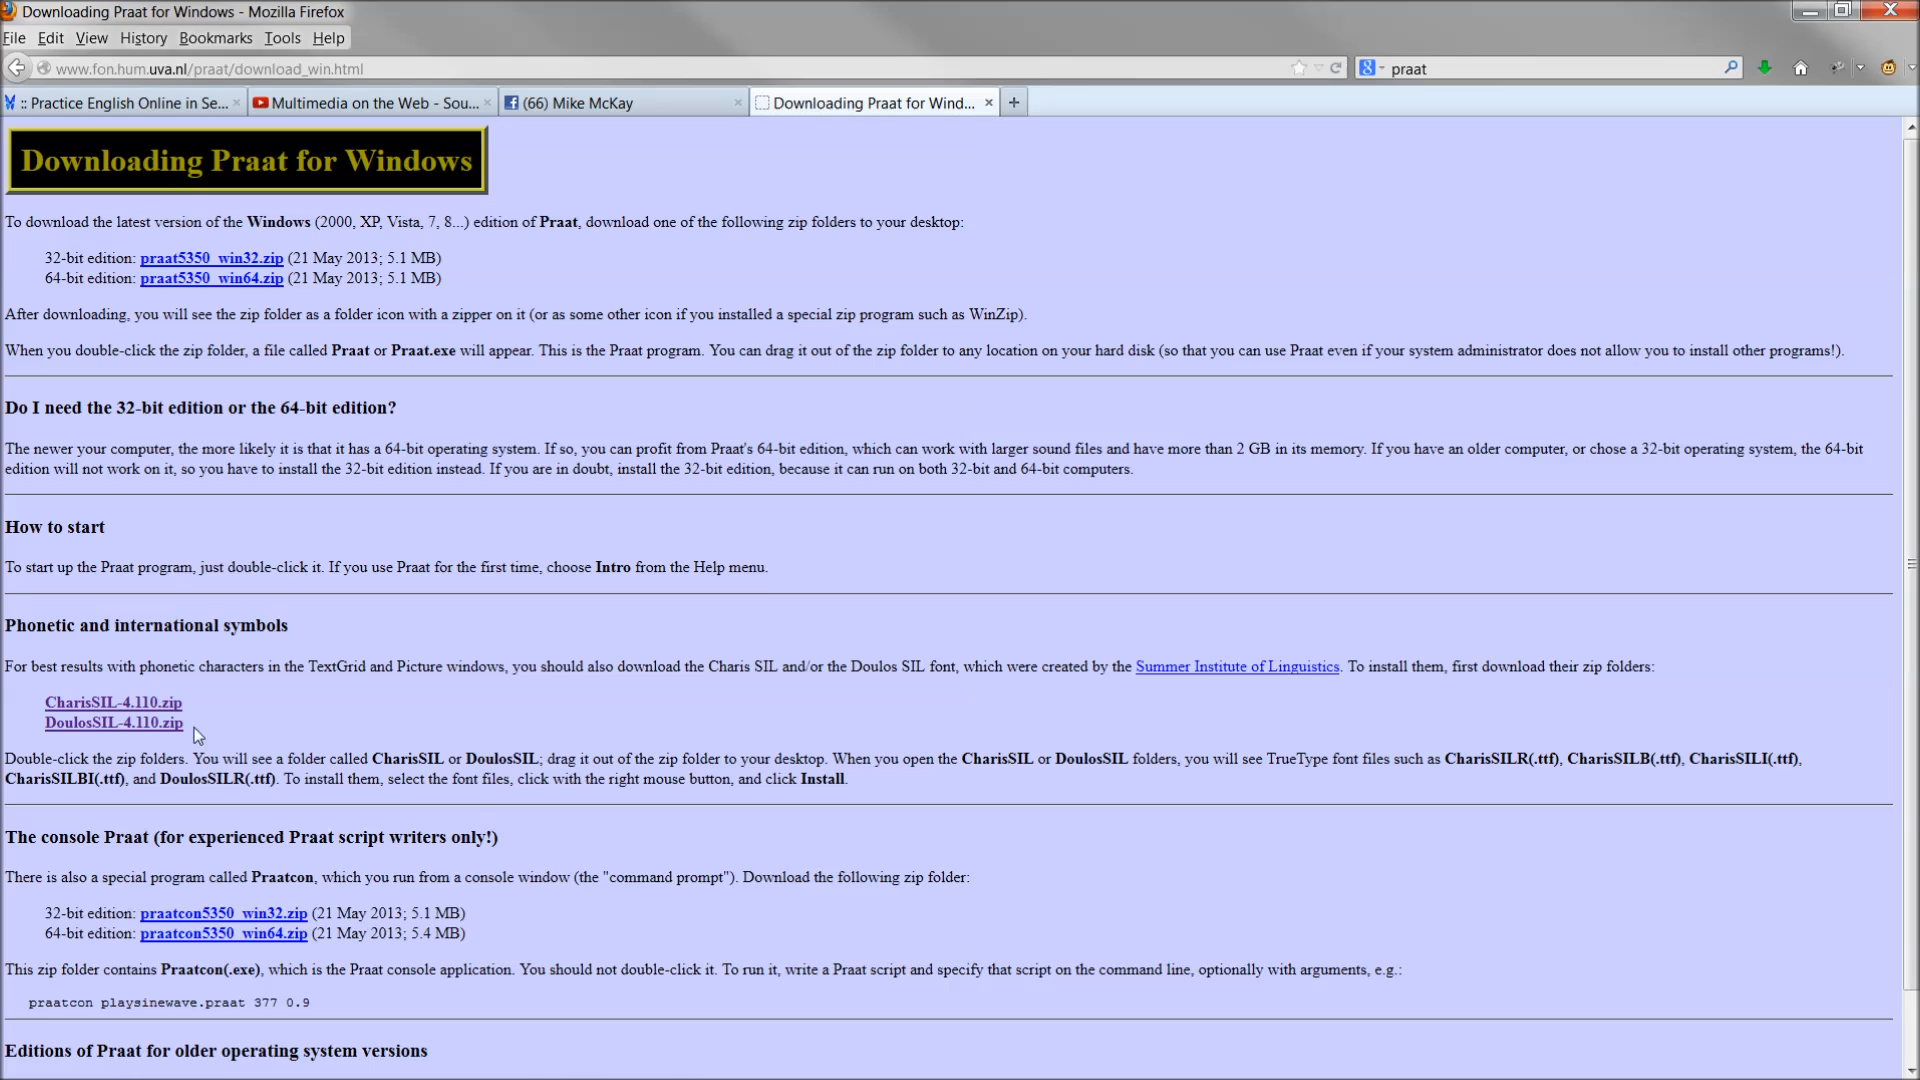 Downloading Praat for Windows - Mozilla Firefox
File Edit View History Bookmarks Tools Help
www.fon.hum.uva.nl/praat/download_win.html
praat
:: Practice English Online in Se...
Multimedia on the Web - Sou...
(66) Mike McKay
Downloading Praat for Wind...
Downloading Praat for Windows
To download the latest version of the Windows (2000, XP, Vista, 7, 8...) edition of Praat, download one of the following zip folders to your desktop:
32-bit edition: praat5350_win32.zip (21 May 2013; 5.1 MB)
64-bit edition: praat5350_win64.zip (21 May 2013; 5.1 MB)
After downloading, you will see the zip folder as a folder icon with a zipper on it (or as some other icon if you installed a special zip program such as WinZip).
When you double-click the zip folder, a file called Praat or Praat.exe will appear. This is the Praat program. You can drag it out of the zip folder to any location on your hard disk (so that you can use Praat even if your system administrator does not allow you to install other programs!).
Do I need the 32-bit edition or the 64-bit edition?
The newer your computer, the more likely it is that it has a 64-bit operating system. If so, you can profit from Praat's 64-bit edition, which can work with larger sound files and have more than 2 GB in its memory. If you have an older computer, or chose a 32-bit operating system, the 64-bit
edition will not work on it, so you have to install the 32-bit edition instead. If you are in doubt, install the 32-bit edition, because it can run on both 32-bit and 64-bit computers.
How to start
To start up the Praat program, just double-click it. If you use Praat for the first time, choose Intro from the Help menu.
Phonetic and international symbols
For best results with phonetic characters in the TextGrid and Picture windows, you should also download the Charis SIL and/or the Doulos SIL font, which were created by the Summer Institute of Linguistics. To install them, first download their zip folders:
CharisSIL-4.110.zip
DoulosSIL-4.110.zip
Double-click the zip folders. You will see a folder called CharisSIL or DoulosSIL; drag it out of the zip folder to your desktop. When you open the CharisSIL or DoulosSIL folders, you will see TrueType font files such as CharisSILR(.ttf), CharisSILB(.ttf), CharisSILI(.ttf),
CharisSILBI(.ttf), and DoulosSILR(.ttf). To install them, select the font files, click with the right mouse button, and click Install.
The console Praat (for experienced Praat script writers only!)
There is also a special program called Praatcon, which you run from a console window (the "command prompt"). Download the following zip folder:
32-bit edition: praatcon5350_win32.zip (21 May 2013; 5.1 MB)
64-bit edition: praatcon5350_win64.zip (21 May 2013; 5.4 MB)
This zip folder contains Praatcon(.exe), which is the Praat console application. You should not double-click it. To run it, write a Praat script and specify that script on the command line, optionally with arguments, e.g.:
praatcon playsinewave.praat 377 0.9
Editions of Praat for older operating system versions